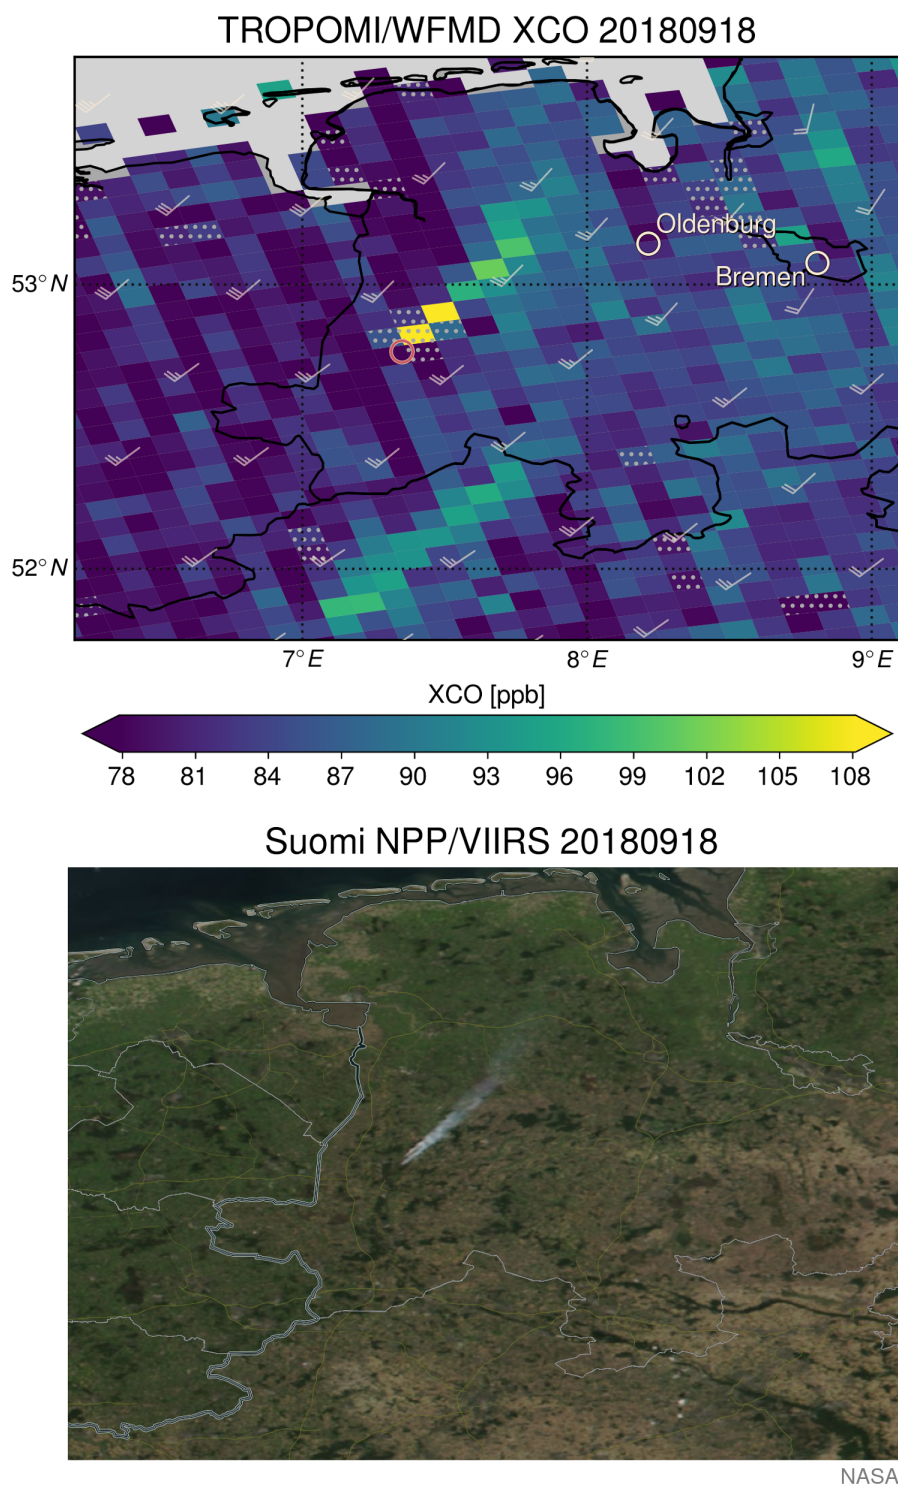 TROPOMI/WFMD XCO 20180918
Oldenburg
53°N
Bremen
52°N
7°E 8°E 9°E
XCO [ppb]
78 81 84 87 90 93 96 99 102 105 108
Suomi NPP/VIIRS 20180918
NASA